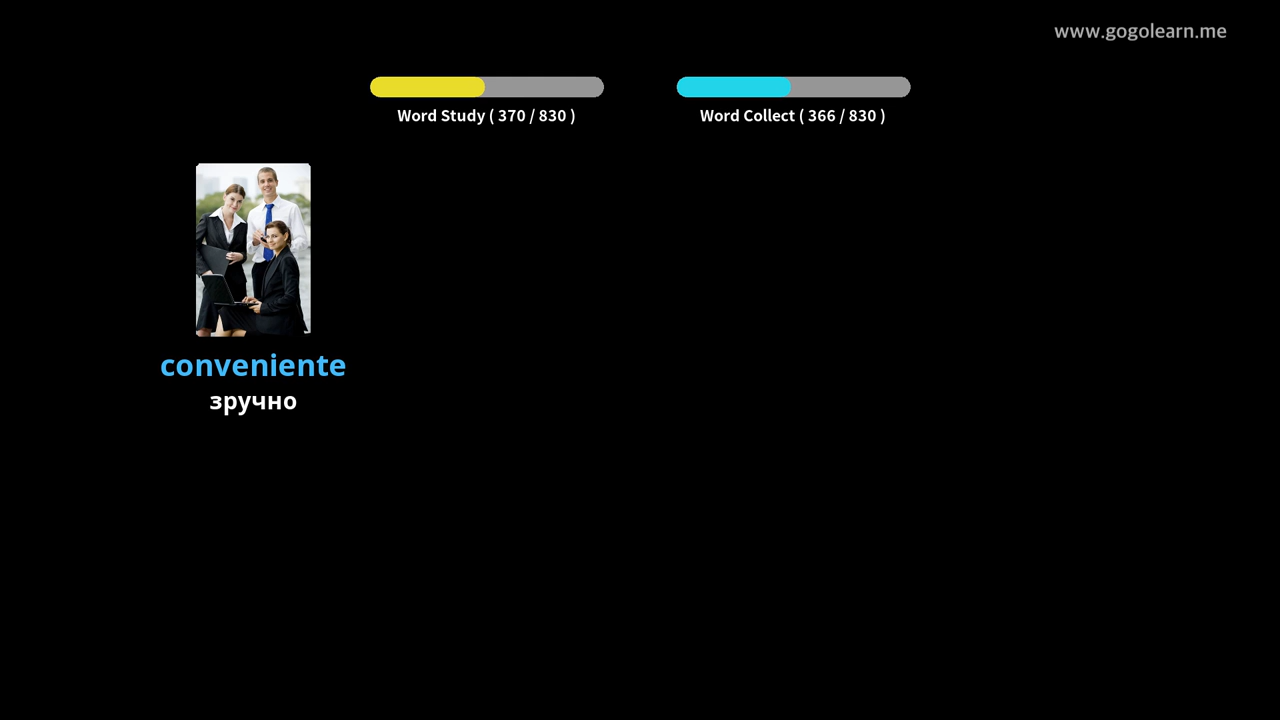 www.gogolearn.me
Word Study ( 370 / 830 )
Word Collect ( 366 / 830 )
conveniente
зручно